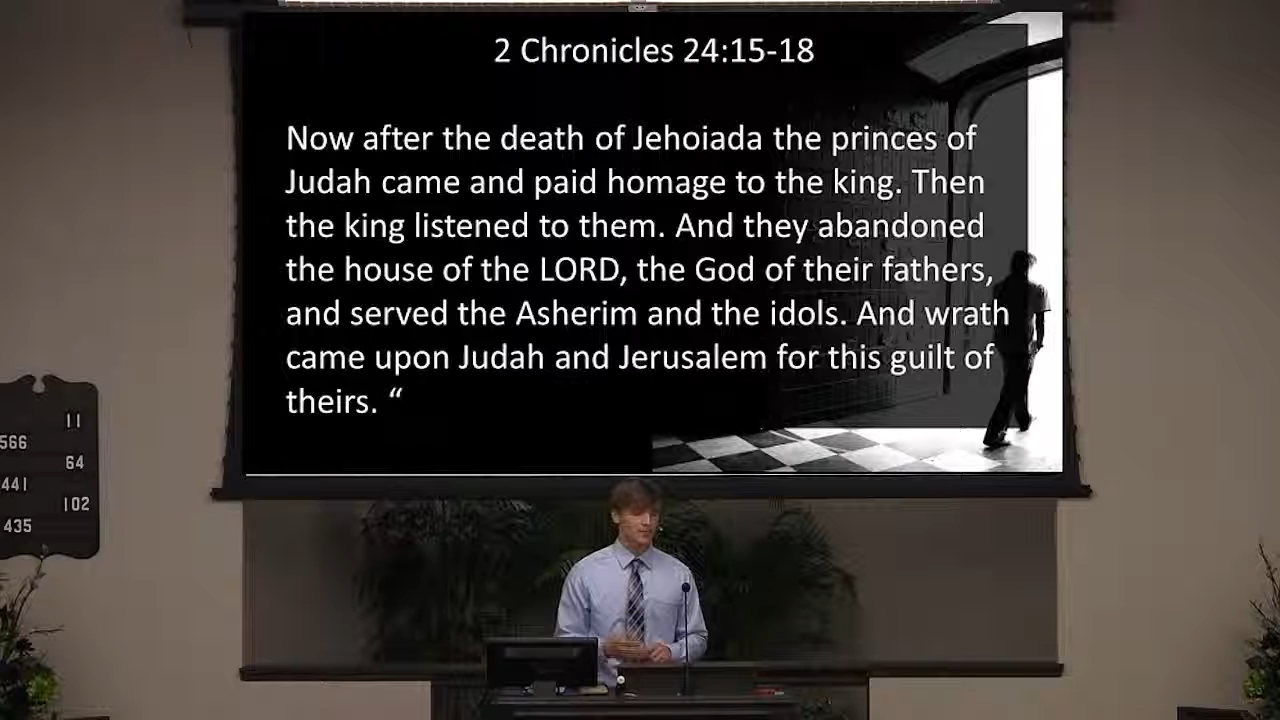 2 Chronicles 24:15-18
Now after the death of Jehoiada the princes of
Judah came and paid homage to the king. Then
the king listened to them. And they abandoned
the house of the LORD, the God of their fathers,
and served the Asherim and the idols. And wrath
came upon Judah and Jerusalem for this guilt of
theirs. “
11
566
64
441
102
435